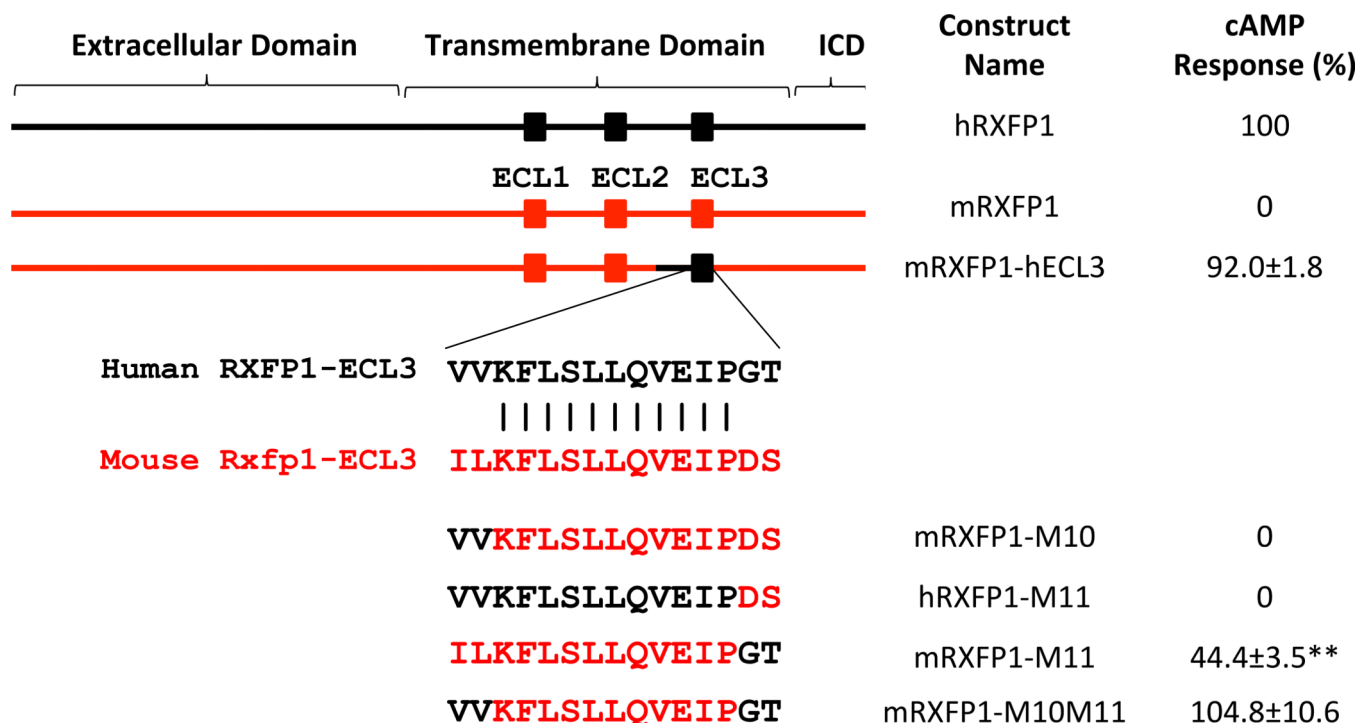 Extracellular Domain Transmembrane Domain ICD Construct Name cAMP Response (%)
hRXFP1 100
ECL1 ECL2 ECL3
mRXFP1 0
mRXFP1-hECL3 92.0±1.8
Human RXFP1-ECL3 VVKFLSLLQVEIPGT
Mouse Rxfp1-ECL3 ILKFLSLLQVEIPDS
VVKFLSLLQVEIPDS mRXFP1-M10 0
VVKFLSLLQVEIPDS hRXFP1-M11 0
ILKFLSLLQVEIPGT mRXFP1-M11 44.4±3.5**
VVKFLSLLQVEIPGT mRXFP1-M10M11 104.8±10.6